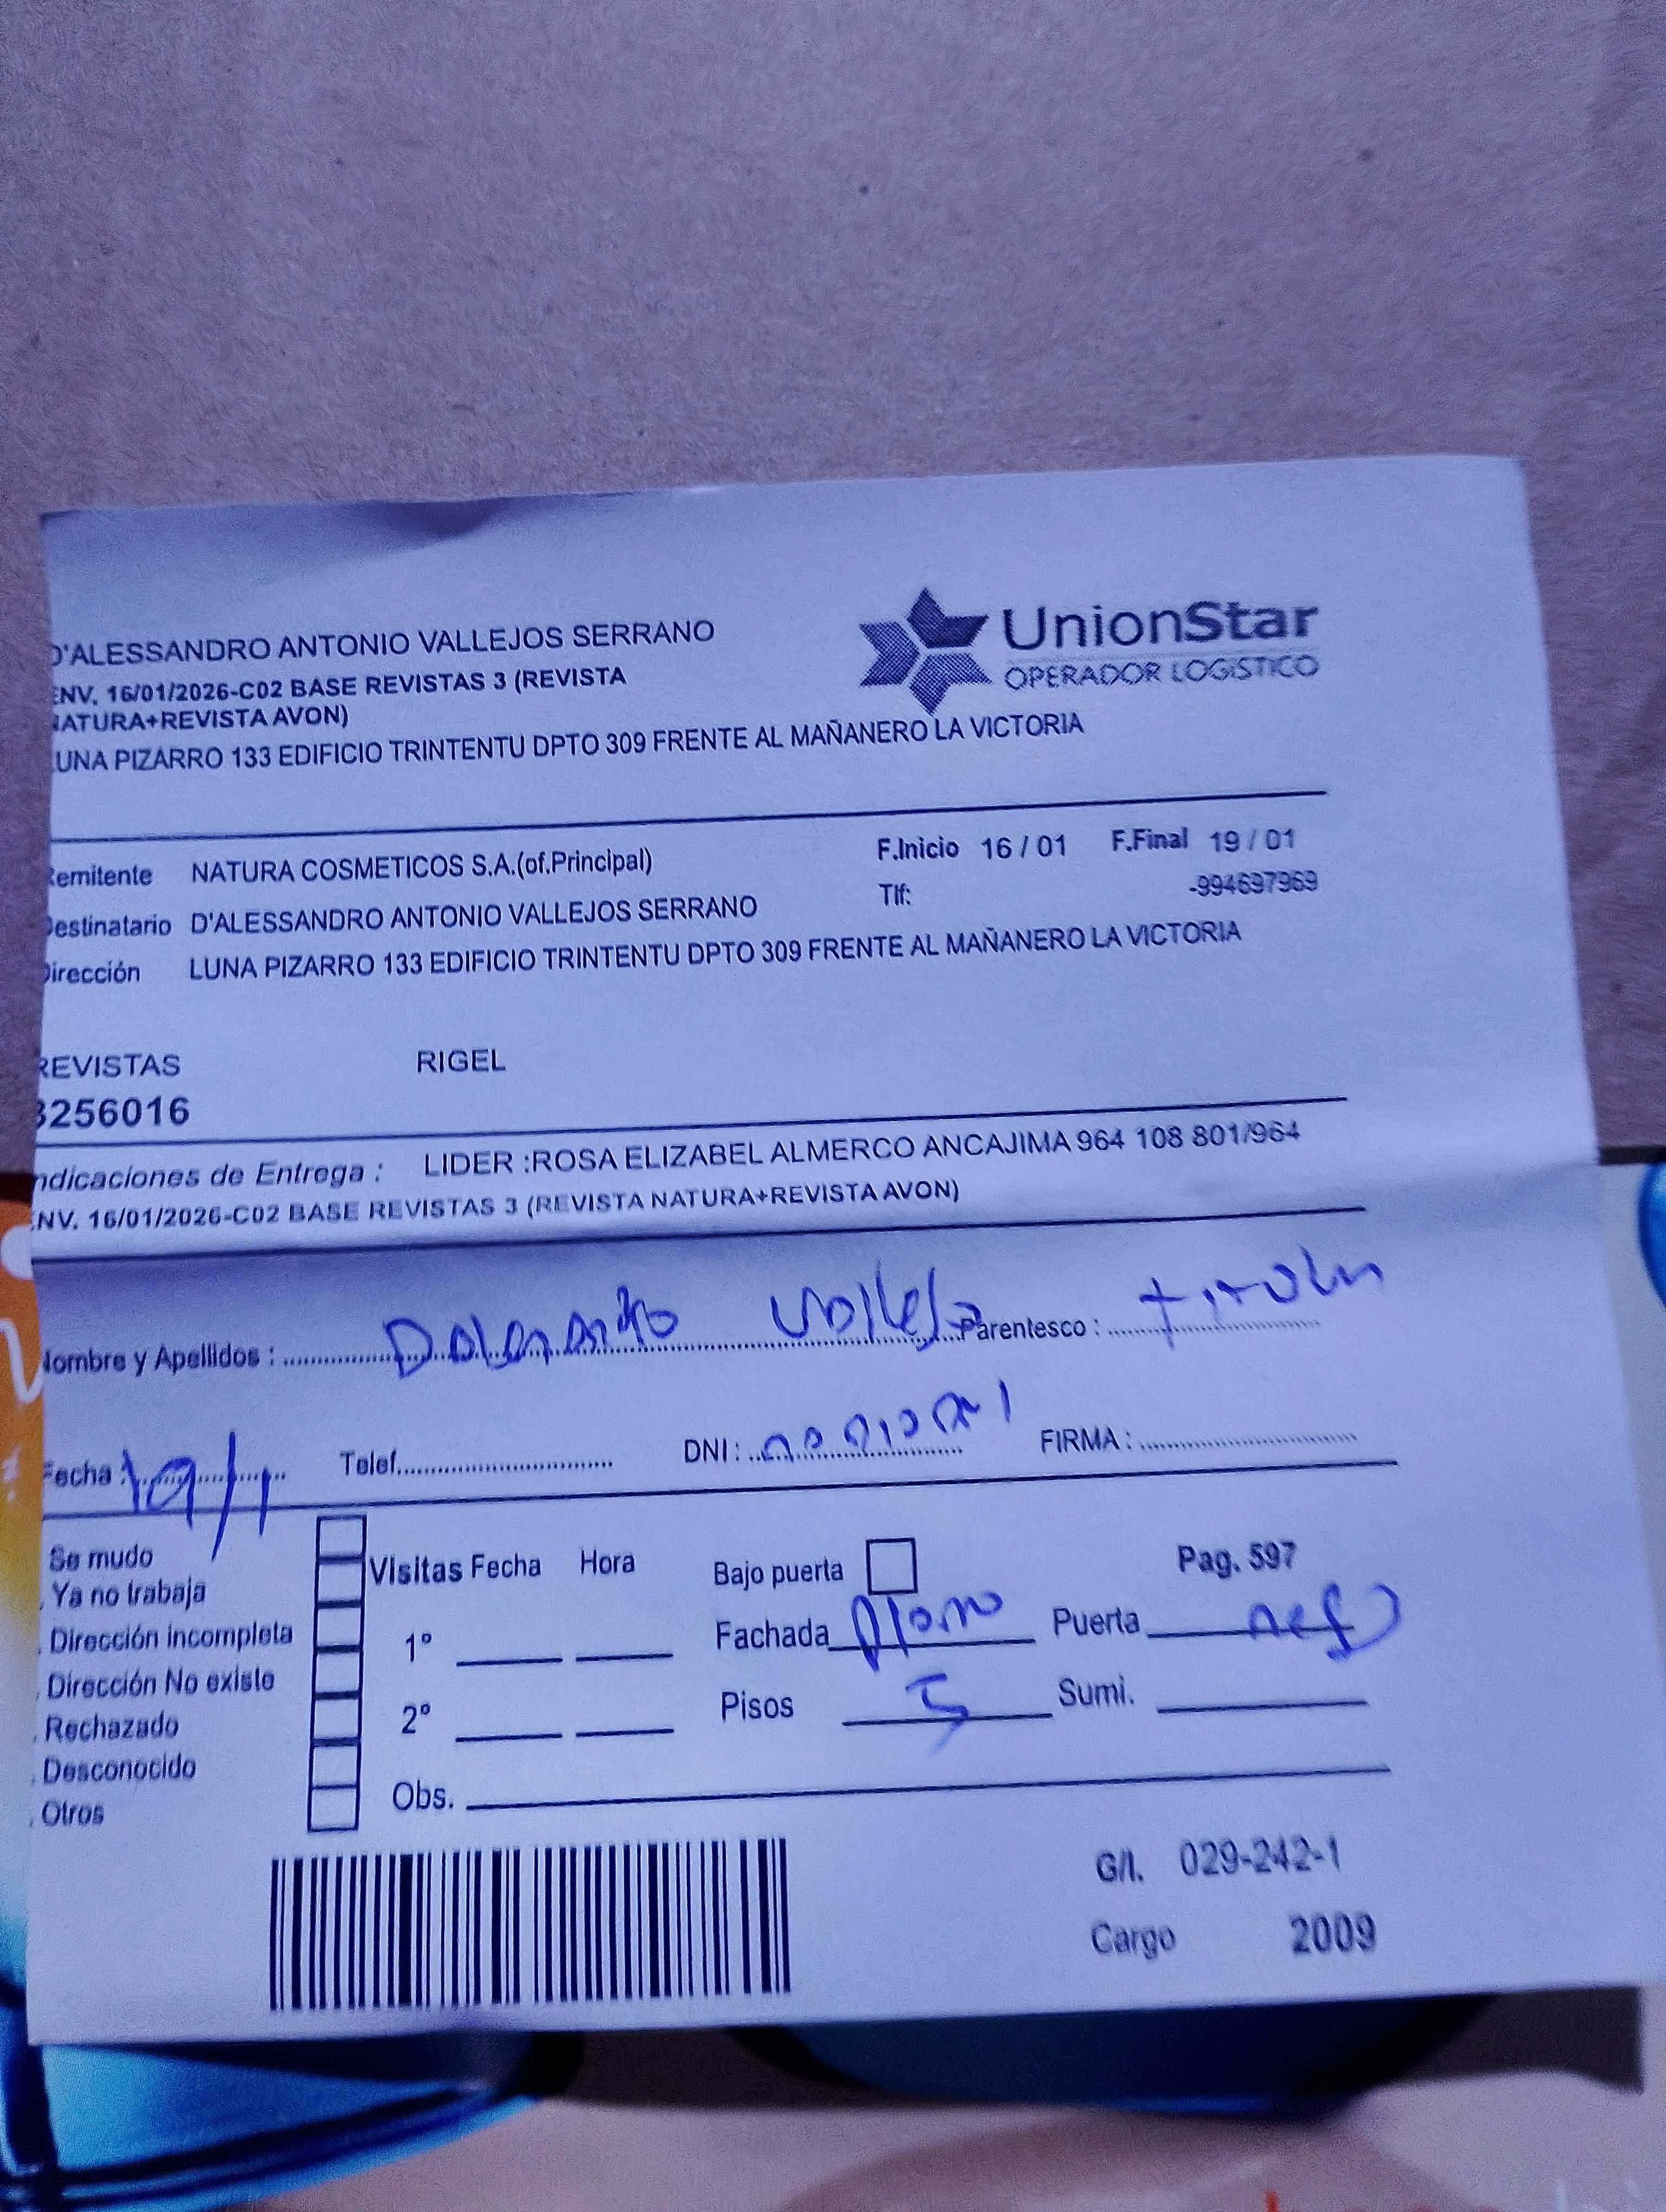 D'ALESSANDRO ANTONIO VALLEJOS SERRANO
UnionStar
OPERADOR LOGISTICO
ENV. 16/01/2026-C02 BASE REVISTAS 3 (REVISTA
NATURA+REVISTA AVON)
LUNA PIZARRO 133 EDIFICIO TRINTENTU DPTO 309 FRENTE AL MAÑANERO LA VICTORIA
Remitente NATURA COSMETICOS S.A.(of.Principal) F.Inicio 16 / 01 F.Final 19 / 01
Tlf: -994697969
Destinatario D'ALESSANDRO ANTONIO VALLEJOS SERRANO
Dirección LUNA PIZARRO 133 EDIFICIO TRINTENTU DPTO 309 FRENTE AL MAÑANERO LA VICTORIA
REVISTAS RIGEL
3256016
Indicaciones de Entrega : LIDER :ROSA ELIZABEL ALMERCO ANCAJIMA 964 108 801/964
ENV. 16/01/2026-C02 BASE REVISTAS 3 (REVISTA NATURA+REVISTA AVON)
Nombre y Apellidos : Parentesco :
Fecha : 19/1 Telef. DNI : FIRMA :
Se mudo
Ya no trabaja
Dirección incompleta
Dirección No existe
Rechazado
Desconocido
Otros
Visitas Fecha Hora
1°
2°
Obs.
Bajo puerta Pag. 597
Fachada Puerta
Pisos 5 Sumi.
G/I. 029-242-1
Cargo 2009